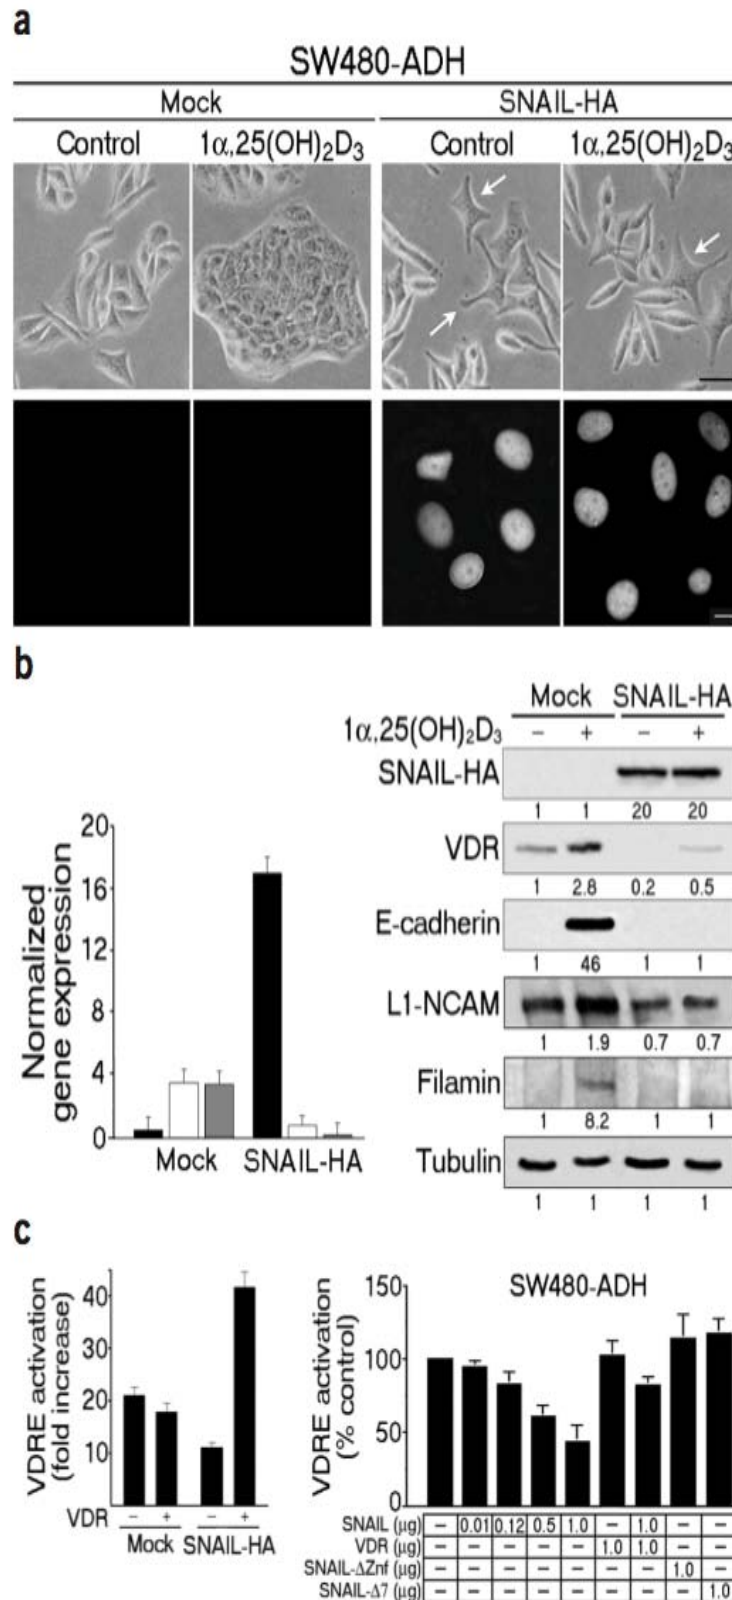 a
SW480-ADH
Mock SNAIL-HA
Control 1α,25(OH)₂D₃ Control 1α,25(OH)₂D₃
b
Mock SNAIL-HA
1α,25(OH)₂D₃ – + – +
SNAIL-HA
1 1 20 20
VDR
1 2.8 0.2 0.5
E-cadherin
1 46 1 1
L1-NCAM
1 1.9 0.7 0.7
Filamin
1 8.2 1 1
Tubulin
1 1 1 1
Normalized
gene expression
20
16
12
8
4
0
Mock SNAIL-HA
c
VDRE activation
(fold increase)
40
30
20
10
VDR – + – +
Mock SNAIL-HA
SW480-ADH
VDRE activation
(% control)
150
100
50
0
SNAIL (µg) – 0.01 0.12 0.5 1.0 – 1.0 – –
VDR (µg) – – – – – 1.0 1.0 – –
SNAIL-ΔZnf (µg) – – – – – – – 1.0 –
SNAIL-Δ7 (µg) – – – – – – – – 1.0